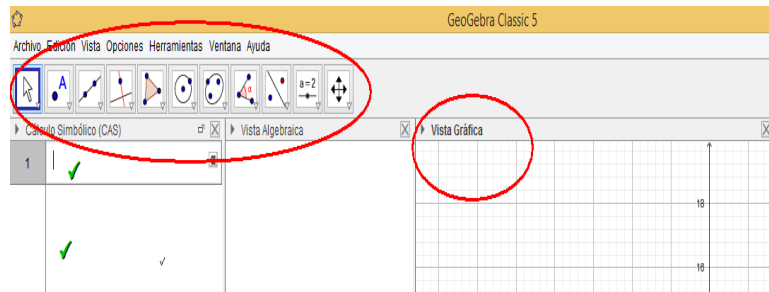 GeoGebra Classic 5
Archivo Edición Vista Opciones Herramientas Ventana Ayuda
A
α
a=2
Cálculo Simbólico (CAS)
Vista Algebraica
Vista Gráfica
1
18
16